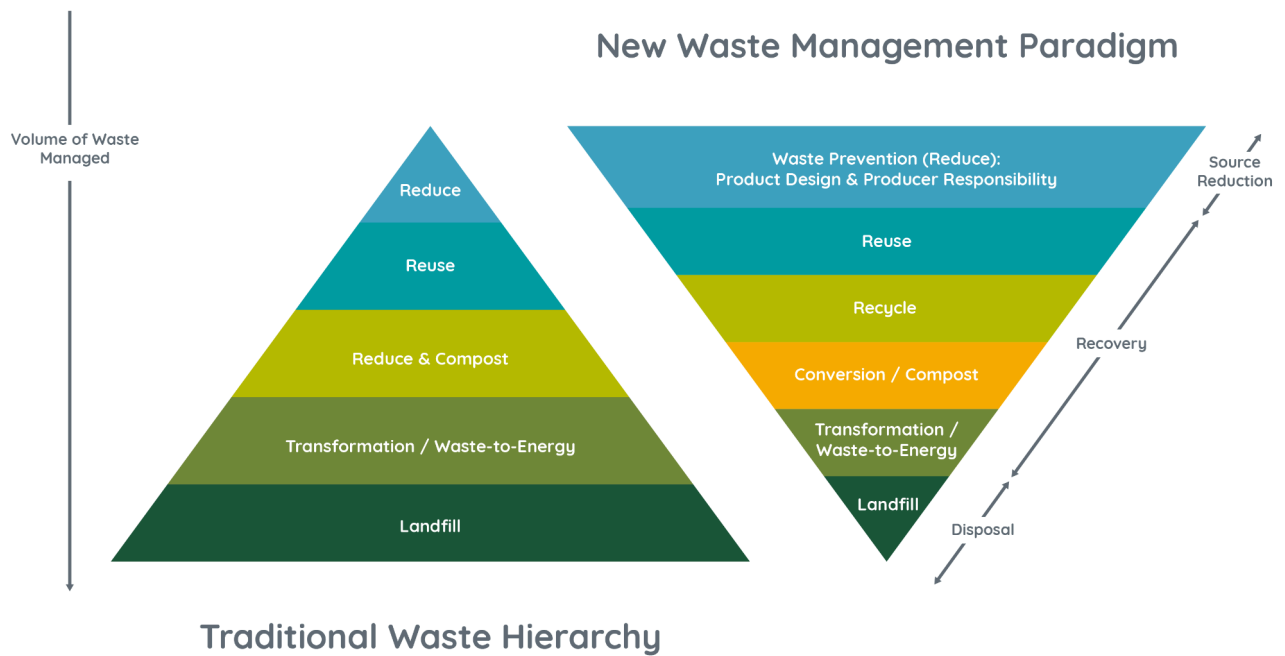 New Waste Management Paradigm
Volume of Waste
Managed
Reduce
Reuse
Reduce & Compost
Transformation / Waste-to-Energy
Landfill
Waste Prevention (Reduce):
Product Design & Producer Responsibility
Reuse
Recycle
Conversion / Compost
Transformation /
Waste-to-Energy
Landfill
Source
Reduction
Recovery
Disposal
Traditional Waste Hierarchy